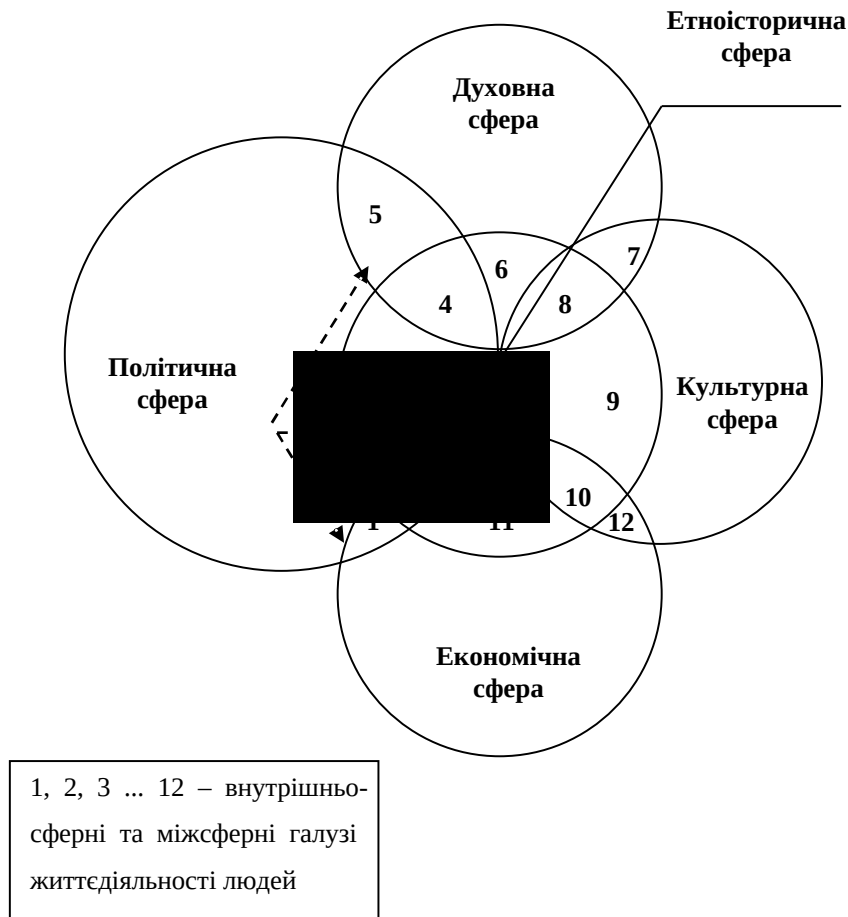 Етноісторична
сфера
Духовна
сфера
5
7
6
4
8
Політична
сфера
9
Культурна
сфера
10
12
1
11
Економічна
сфера
1, 2, 3 ... 12 – внутрішньо-
сферні та міжсферні галузі
життєдіяльності людей